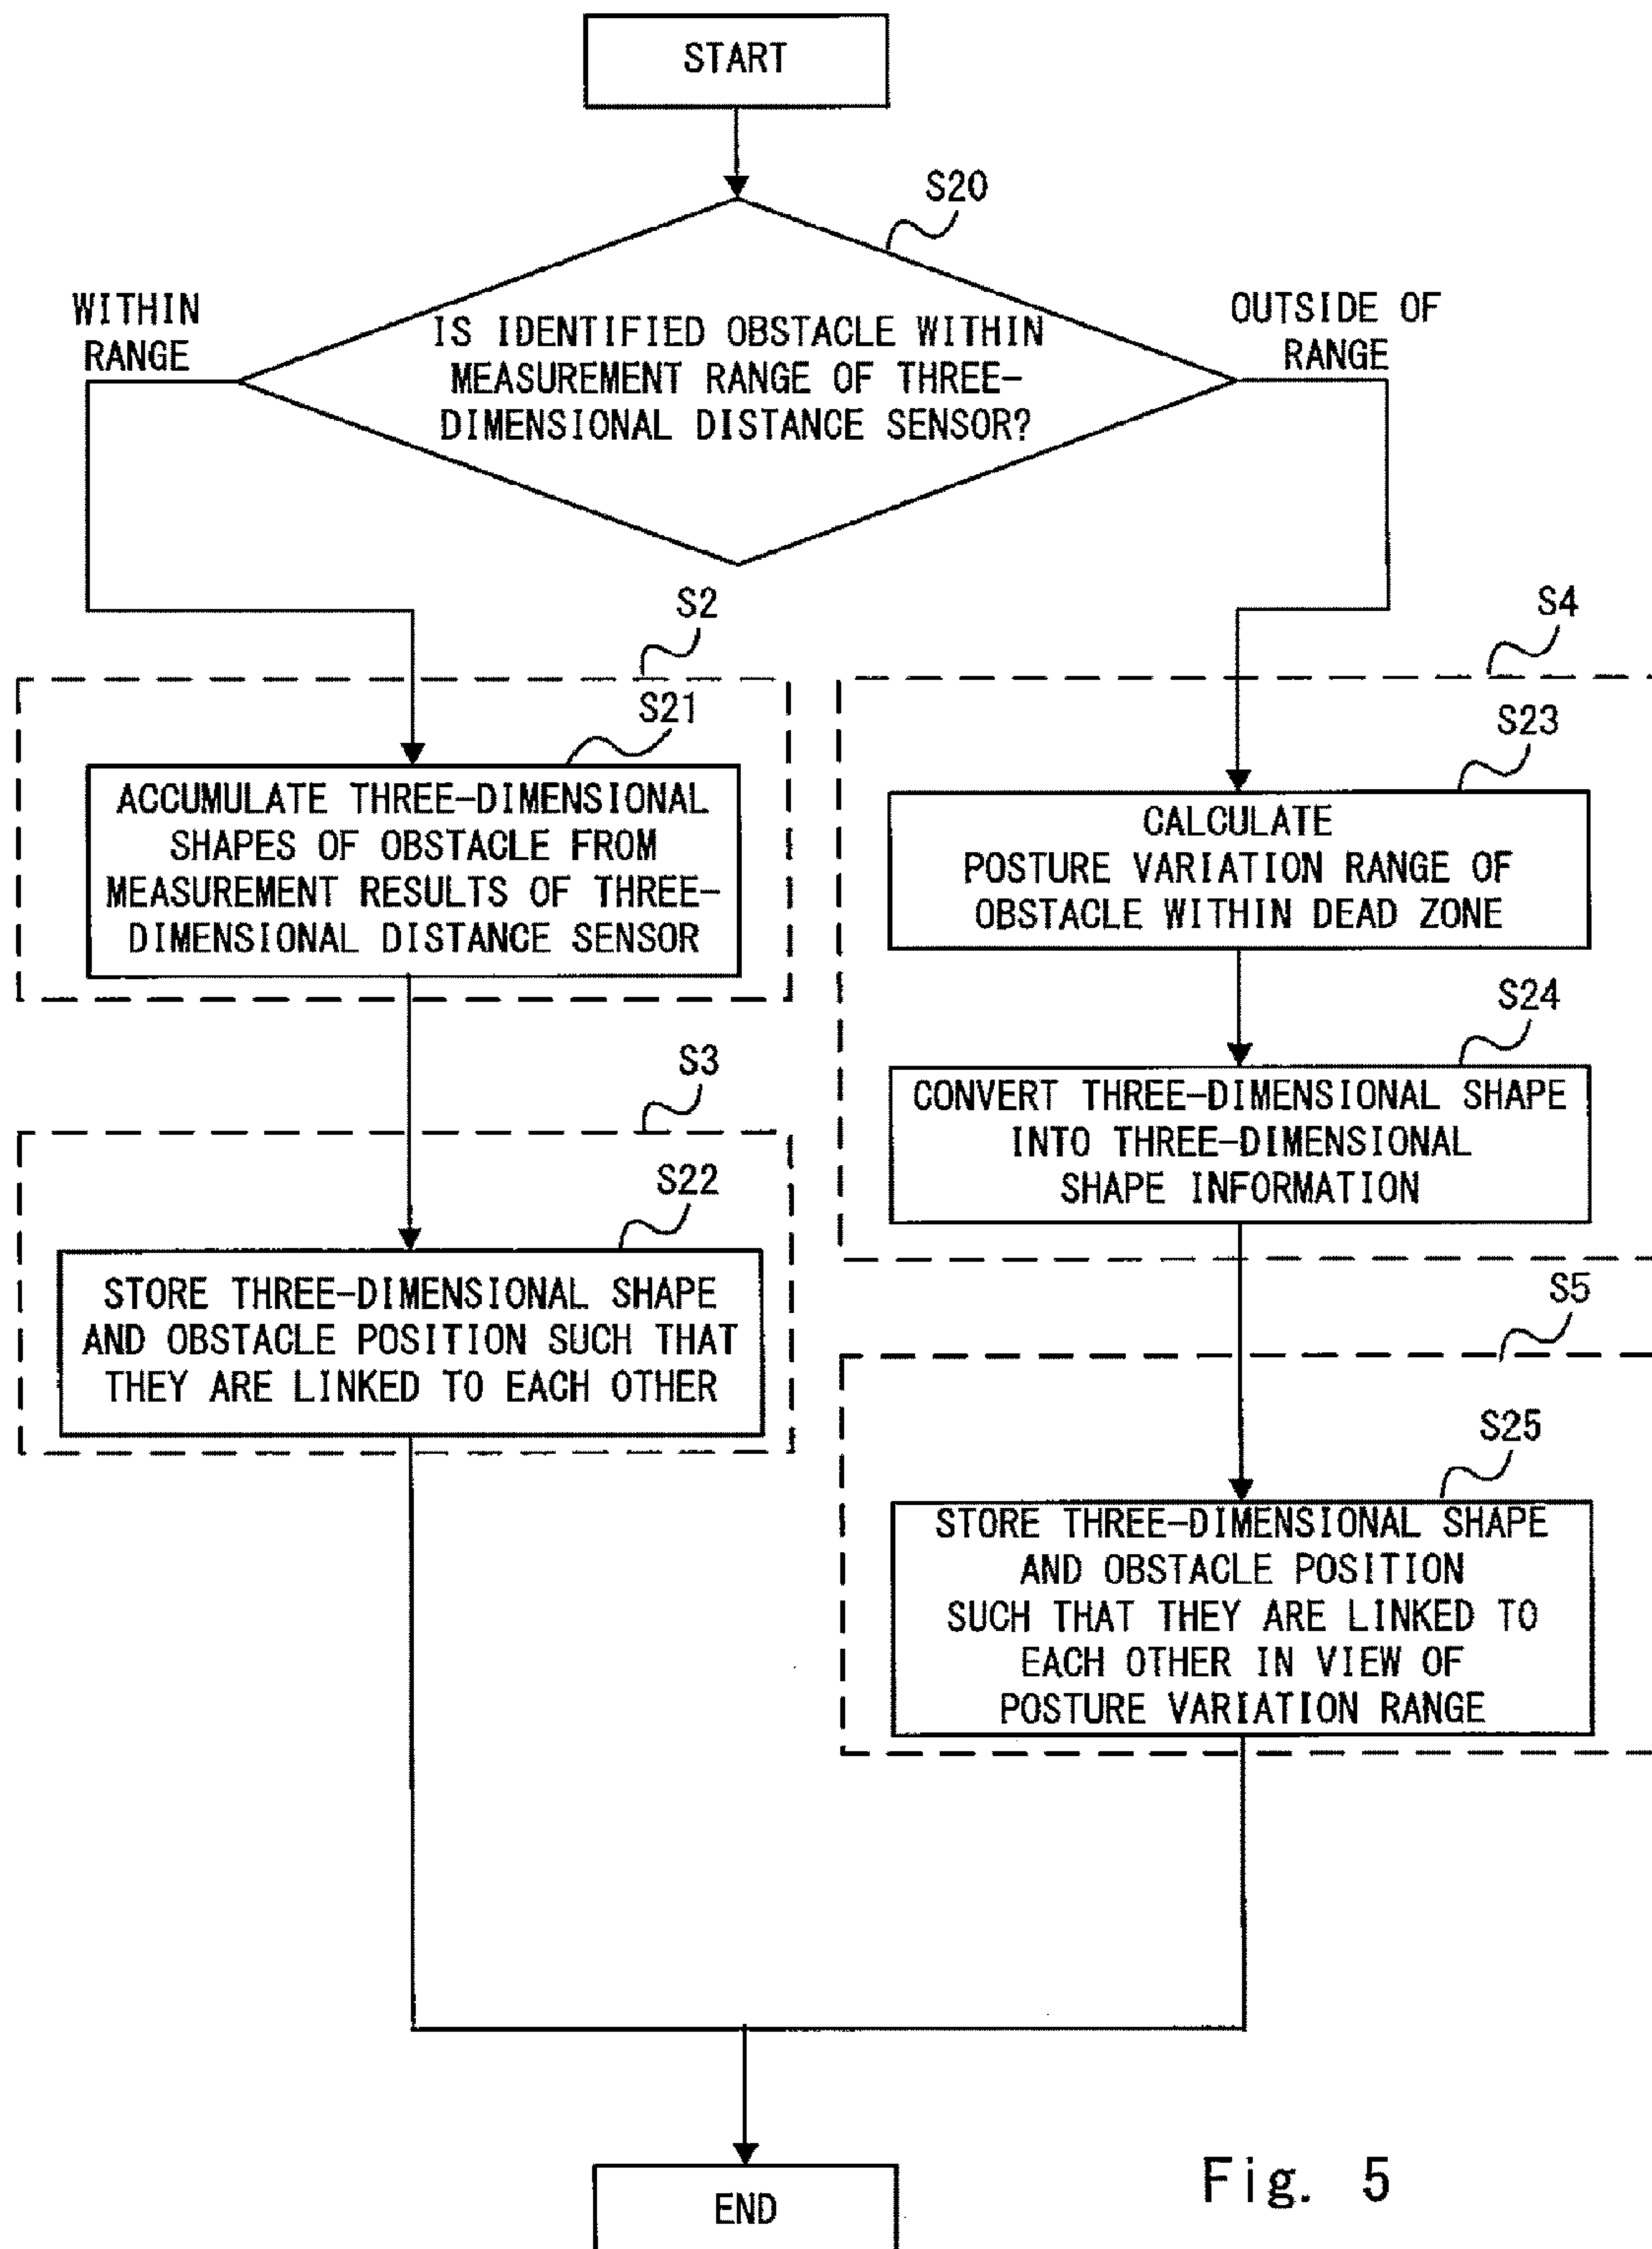 START
S20
WITHIN
RANGE
IS IDENTIFIED OBSTACLE WITHIN
MEASUREMENT RANGE OF THREE-
DIMENSIONAL DISTANCE SENSOR?
OUTSIDE OF
RANGE
S2
S21
ACCUMULATE THREE-DIMENSIONAL
SHAPES OF OBSTACLE FROM
MEASUREMENT RESULTS OF THREE-
DIMENSIONAL DISTANCE SENSOR
S3
S22
STORE THREE-DIMENSIONAL SHAPE
AND OBSTACLE POSITION SUCH THAT
THEY ARE LINKED TO EACH OTHER
S4
S23
CALCULATE
POSTURE VARIATION RANGE OF
OBSTACLE WITHIN DEAD ZONE
S24
CONVERT THREE-DIMENSIONAL SHAPE
INTO THREE-DIMENSIONAL
SHAPE INFORMATION
S5
S25
STORE THREE-DIMENSIONAL SHAPE
AND OBSTACLE POSITION
SUCH THAT THEY ARE LINKED TO
EACH OTHER IN VIEW OF
POSTURE VARIATION RANGE
END
Fig. 5